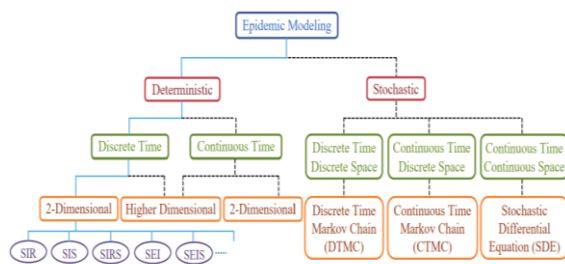 Epidemic Modeling
Deterministic
Stochastic
Discrete Time
Continuous Time
Discrete Time
Discrete Space
Continuous Time
Discrete Space
Continuous Time
Continuous Space
2-Dimensional
Higher Dimensional
2-Dimensional
Discrete Time
Markov Chain
(DTMC)
Continuous Time
Markov Chain
(CTMC)
Stochastic
Differential
Equation (SDE)
SIR
SIS
SIRS
SEI
SEIS
......